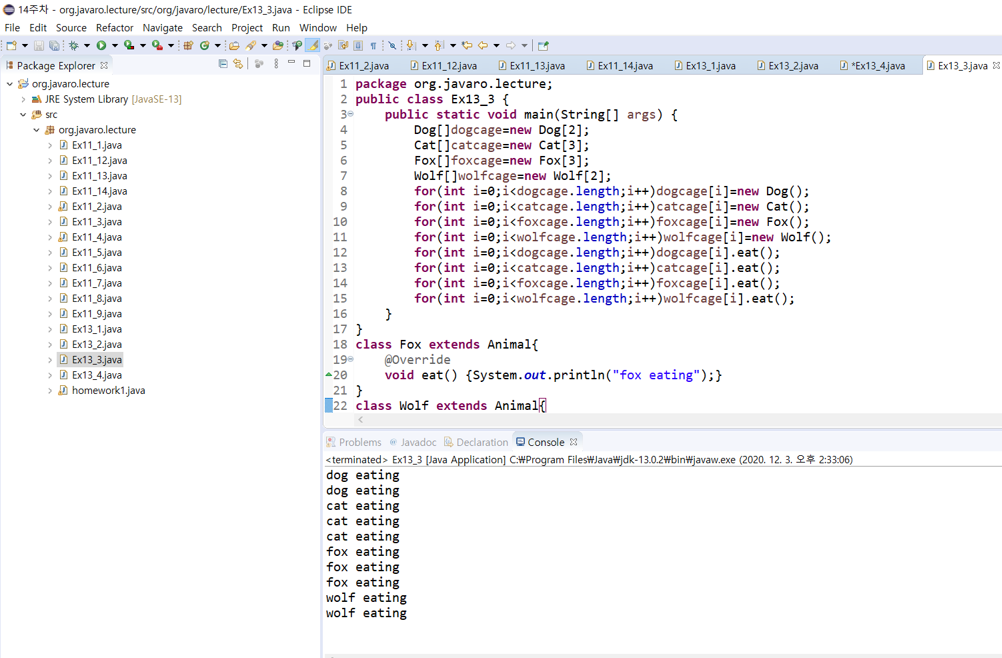 14주차 - org.javaro.lecture/src/org/javaro/lecture/Ex13_3.java - Eclipse IDE
File Edit Source Refactor Navigate Search Project Run Window Help
Package Explorer
org.javaro.lecture
JRE System Library [JavaSE-13]
src
org.javaro.lecture
Ex11_1.java
Ex11_12.java
Ex11_13.java
Ex11_14.java
Ex11_2.java
Ex11_3.java
Ex11_4.java
Ex11_5.java
Ex11_6.java
Ex11_7.java
Ex11_8.java
Ex11_9.java
Ex13_1.java
Ex13_2.java
Ex13_3.java
Ex13_4.java
homework1.java
Ex11_2.java Ex11_12.java Ex11_13.java Ex11_14.java Ex13_1.java Ex13_2.java *Ex13_4.java Ex13_3.java
1 package org.javaro.lecture;
2 public class Ex13_3 {
3 public static void main(String[] args) {
4 Dog[]dogcage=new Dog[2];
5 Cat[]catcage=new Cat[3];
6 Fox[]foxcage=new Fox[3];
7 Wolf[]wolfcage=new Wolf[2];
8 for(int i=0;i<dogcage.length;i++)dogcage[i]=new Dog();
9 for(int i=0;i<catcage.length;i++)catcage[i]=new Cat();
10 for(int i=0;i<foxcage.length;i++)foxcage[i]=new Fox();
11 for(int i=0;i<wolfcage.length;i++)wolfcage[i]=new Wolf();
12 for(int i=0;i<dogcage.length;i++)dogcage[i].eat();
13 for(int i=0;i<catcage.length;i++)catcage[i].eat();
14 for(int i=0;i<foxcage.length;i++)foxcage[i].eat();
15 for(int i=0;i<wolfcage.length;i++)wolfcage[i].eat();
16 }
17 }
18 class Fox extends Animal{
19 @Override
20 void eat() {System.out.println("fox eating");}
21 }
22 class Wolf extends Animal{
Problems Javadoc Declaration Console
<terminated> Ex13_3 [Java Application] C:₩Program Files₩Java₩jdk-13.0.2₩bin₩javaw.exe (2020. 12. 3. 오후 2:33:06)
dog eating
dog eating
cat eating
cat eating
cat eating
fox eating
fox eating
fox eating
wolf eating
wolf eating